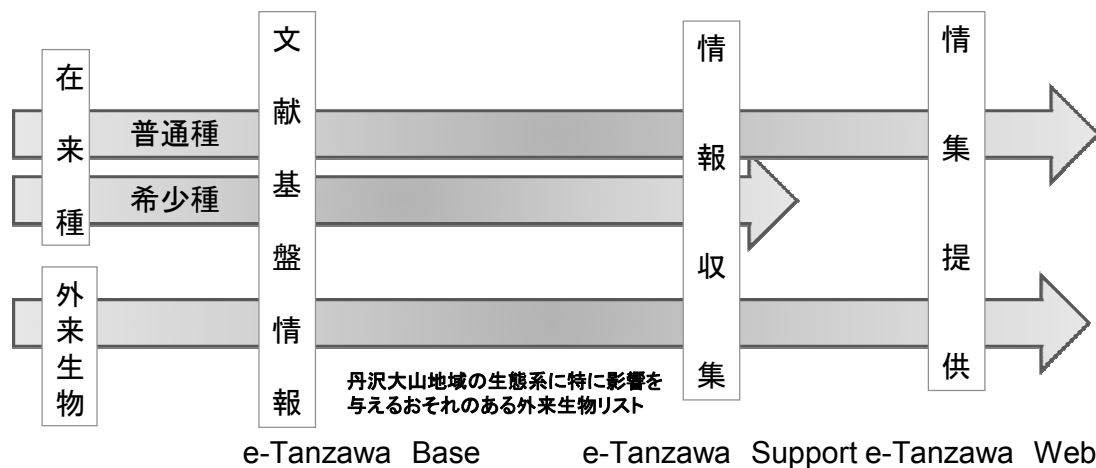 在来種
普通種
希少種
外来生物
文献基盤情報
情報収集
情集提供
丹沢大山地域の生態系に特に影響を
与えるおそれのある外来生物リスト
e-Tanzawa Base
e-Tanzawa Support
e-Tanzawa Web